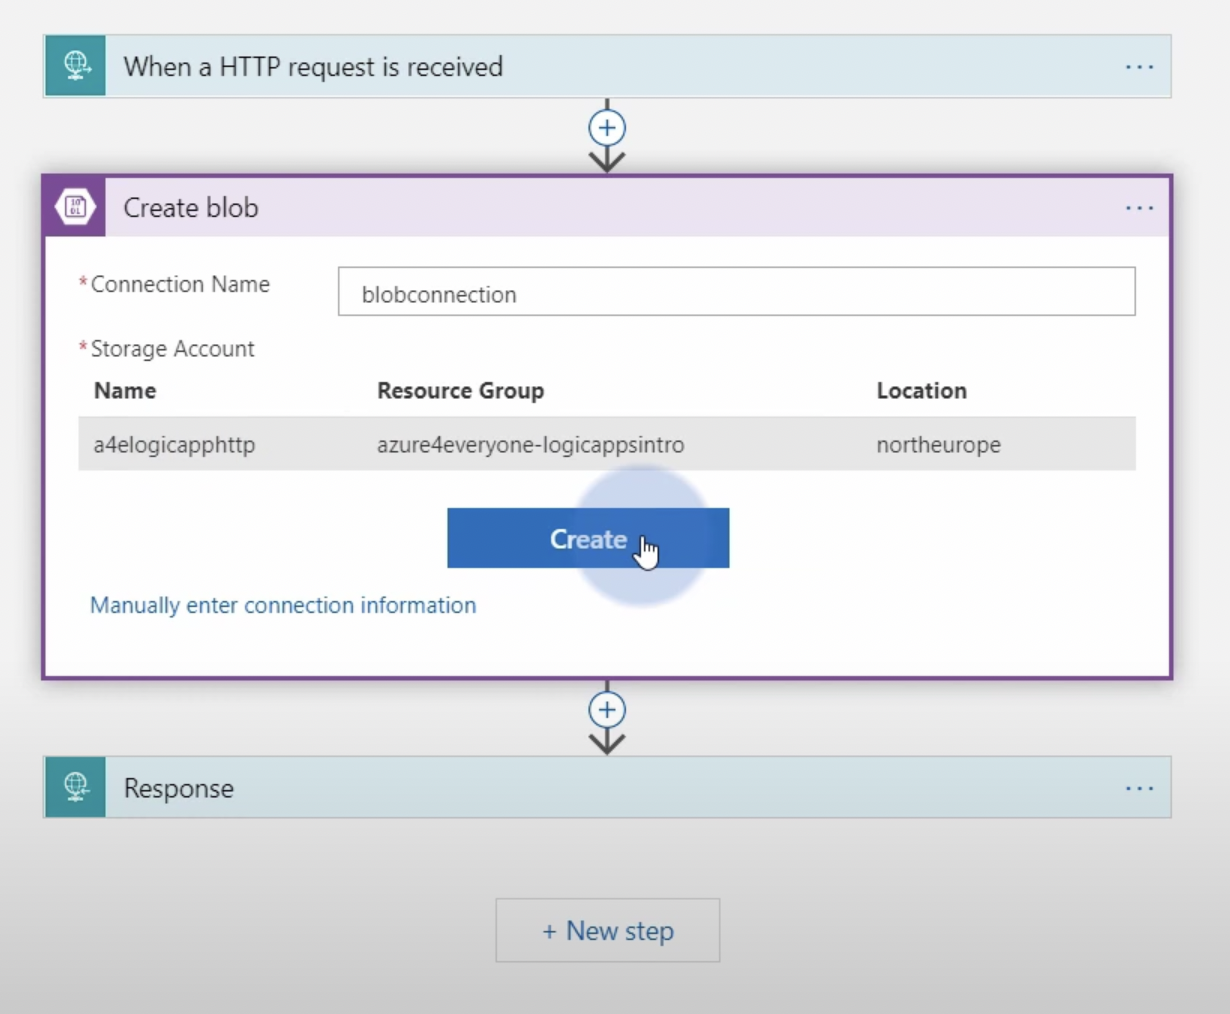 When a HTTP request is received
...
Create blob
...
*Connection Name
blobconnection
*Storage Account
Name Resource Group Location
a4elogicapphttp azure4everyone-logicappsintro northeurope
Create
Manually enter connection information
Response
...
+ New step